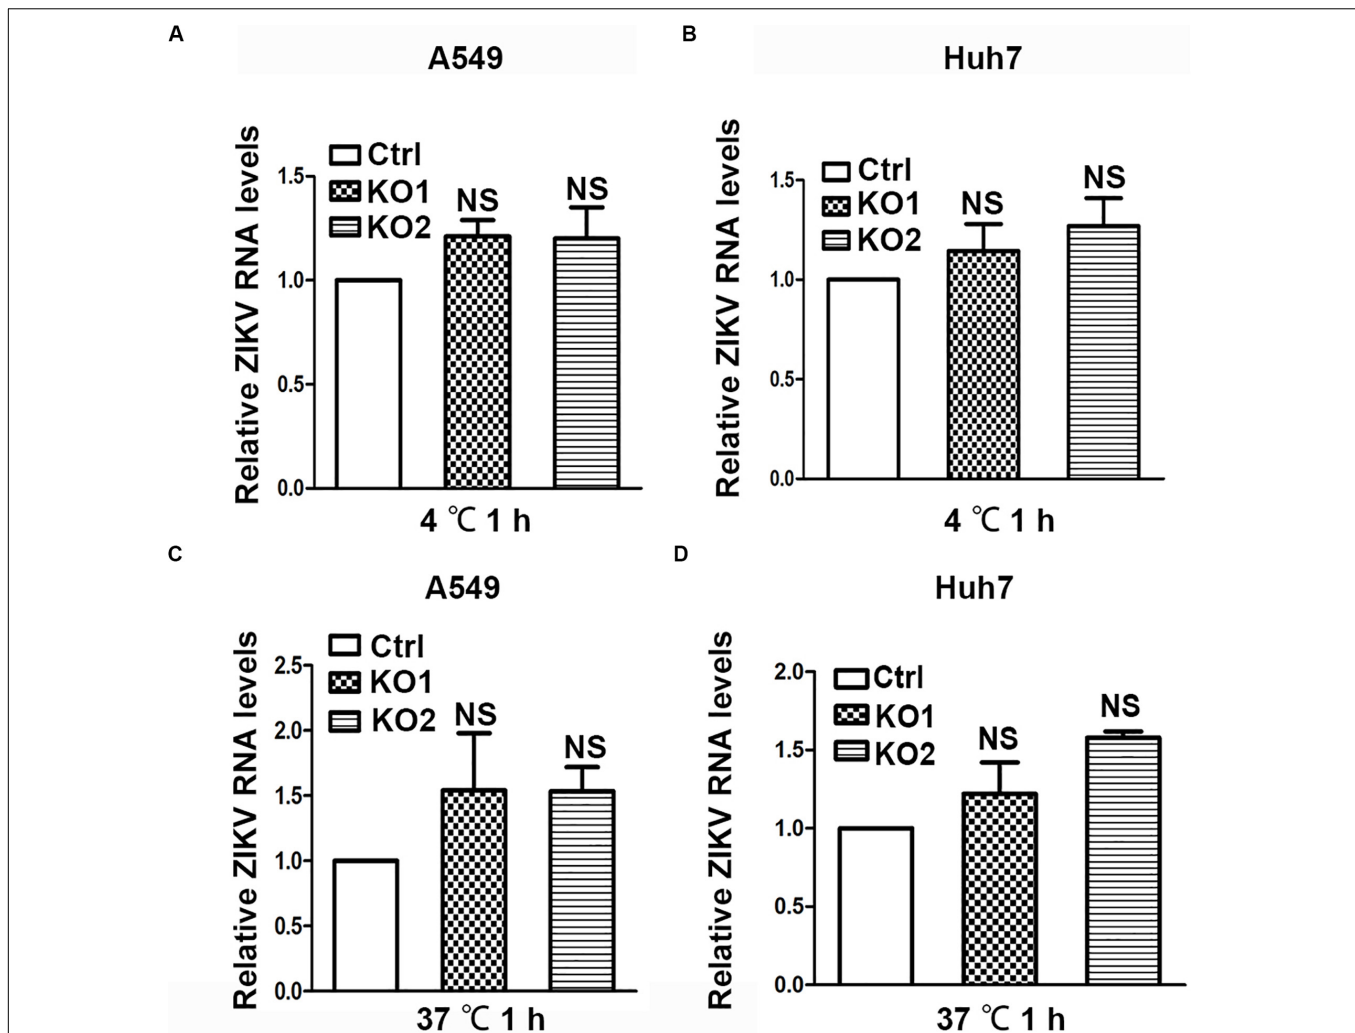 A
A549
Relative ZIKV RNA levels
Ctrl
KO1
KO2
1.5
1.0
0.5
0.0
NS
NS
4 ℃ 1 h
B
Huh7
Relative ZIKV RNA levels
Ctrl
KO1
KO2
1.5
1.0
0.5
0.0
NS
NS
4 ℃ 1 h
C
A549
Relative ZIKV RNA levels
Ctrl
KO1
KO2
2.5
2.0
1.5
1.0
0.5
0.0
NS
NS
37 ℃ 1 h
D
Huh7
Relative ZIKV RNA levels
Ctrl
KO1
KO2
2.0
1.5
1.0
0.5
0.0
NS
NS
37 ℃ 1 h